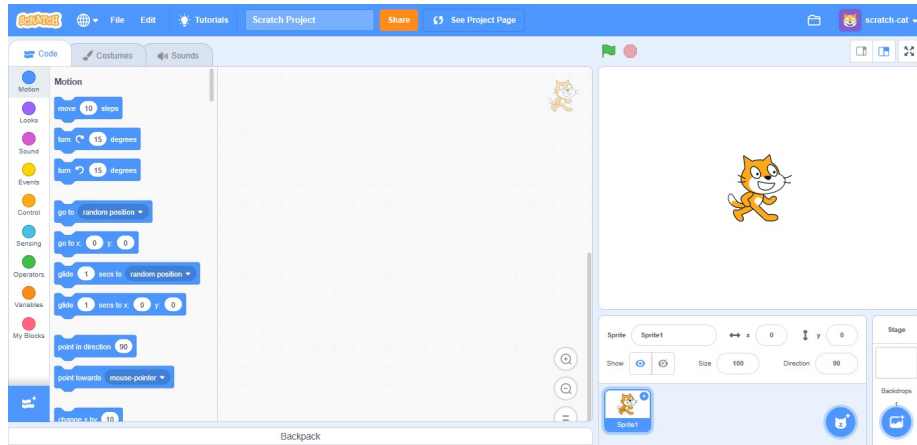 SCRATCH File Edit Tutorials Scratch Project Share See Project Page scratch-cat
Code Costumes Sounds
Motion
Looks
Sound
Events
Control
Sensing
Operators
Variables
My Blocks
Motion
move 10 steps
turn 15 degrees
turn 15 degrees
go to random position
go to x: 0 y: 0
glide 1 secs to random position
glide 1 secs to x: 0 y: 0
point in direction 90
point towards mouse-pointer
change x by 10
Backpack
Sprite Sprite1 x 0 y 0
Show Size 100 Direction 90
Sprite1
Stage
Backdrops
1